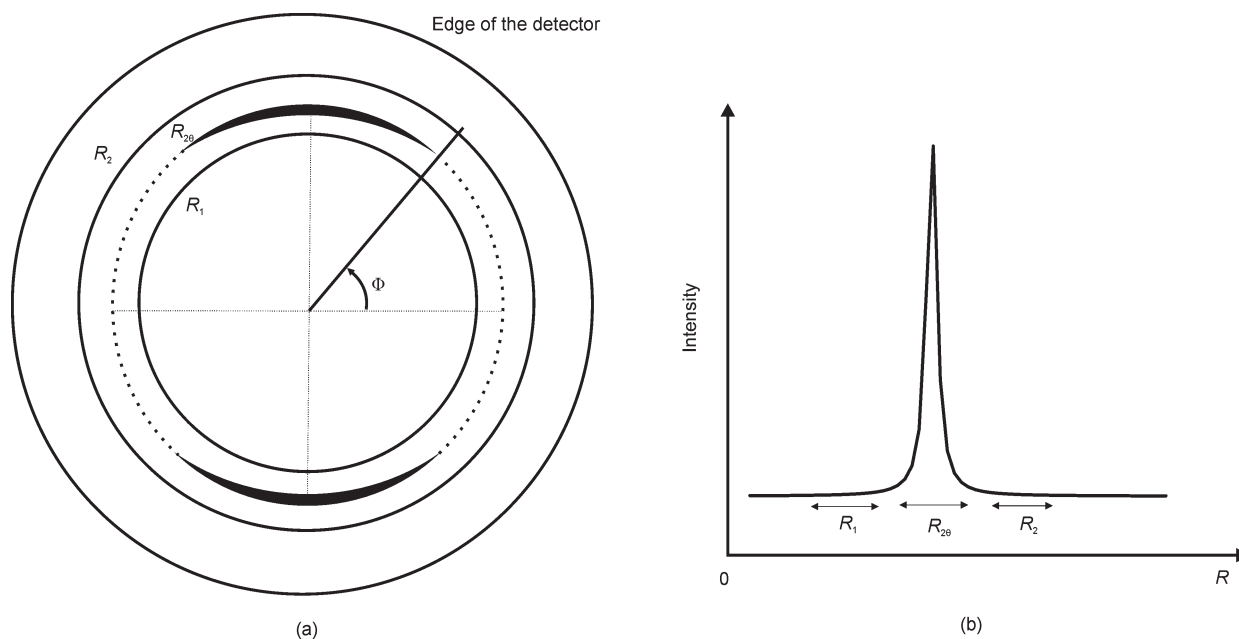 Edge of the detector
R2
R2θ
R1
Φ
(a)
Intensity
R1
R2θ
R2
0
R
(b)